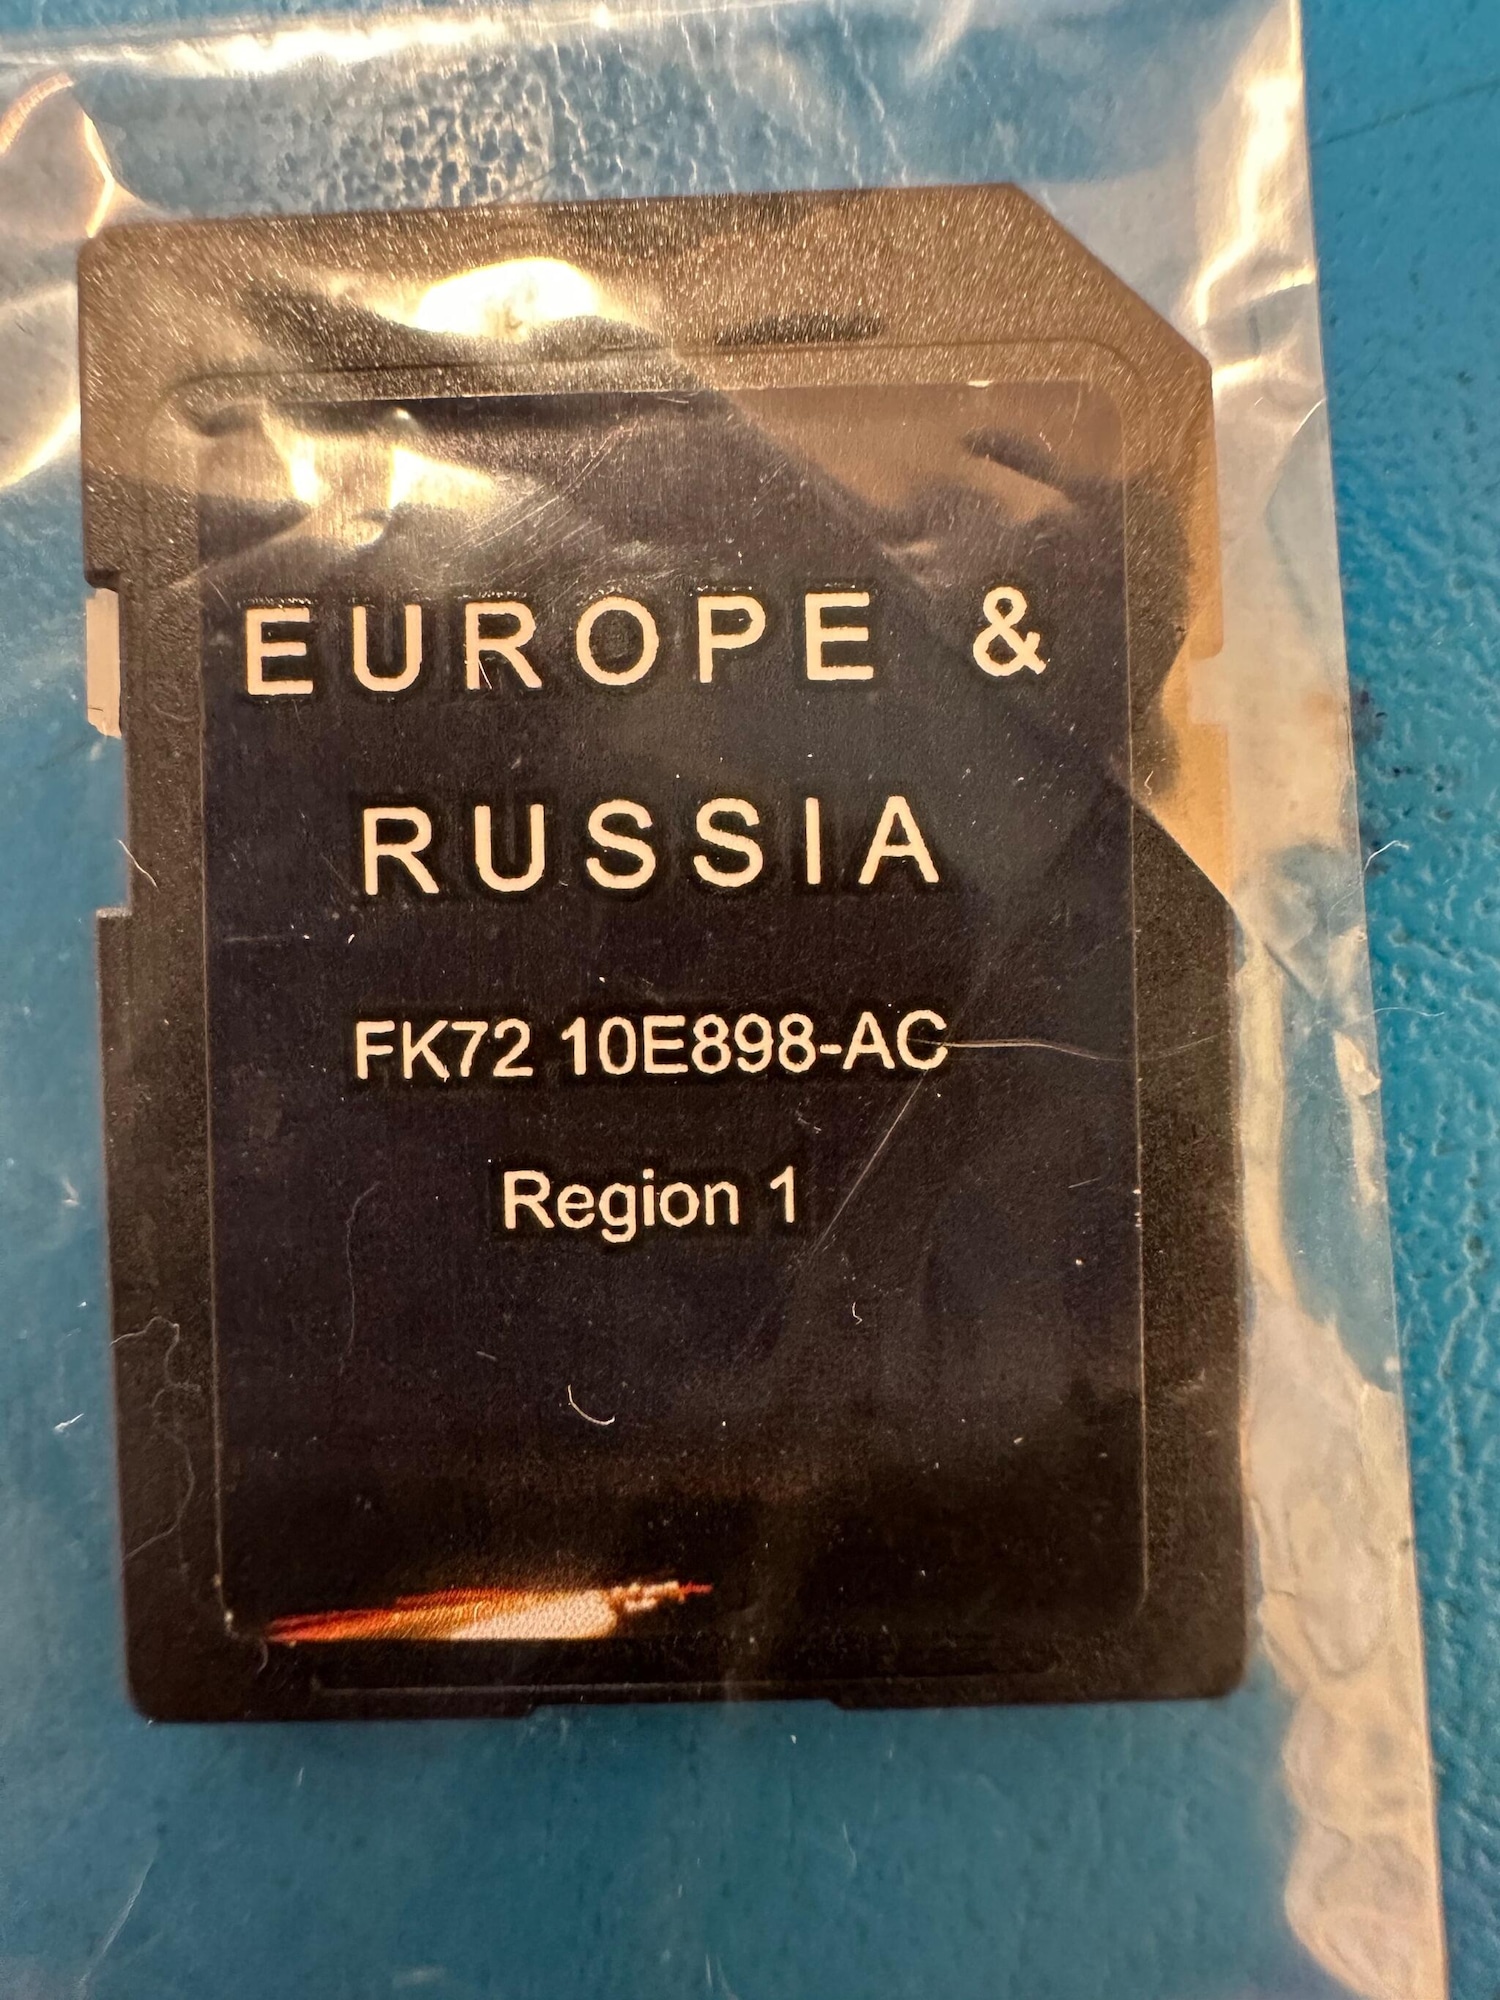 EUROPE &
RUSSIA
FK72 10E898-AC
Region 1